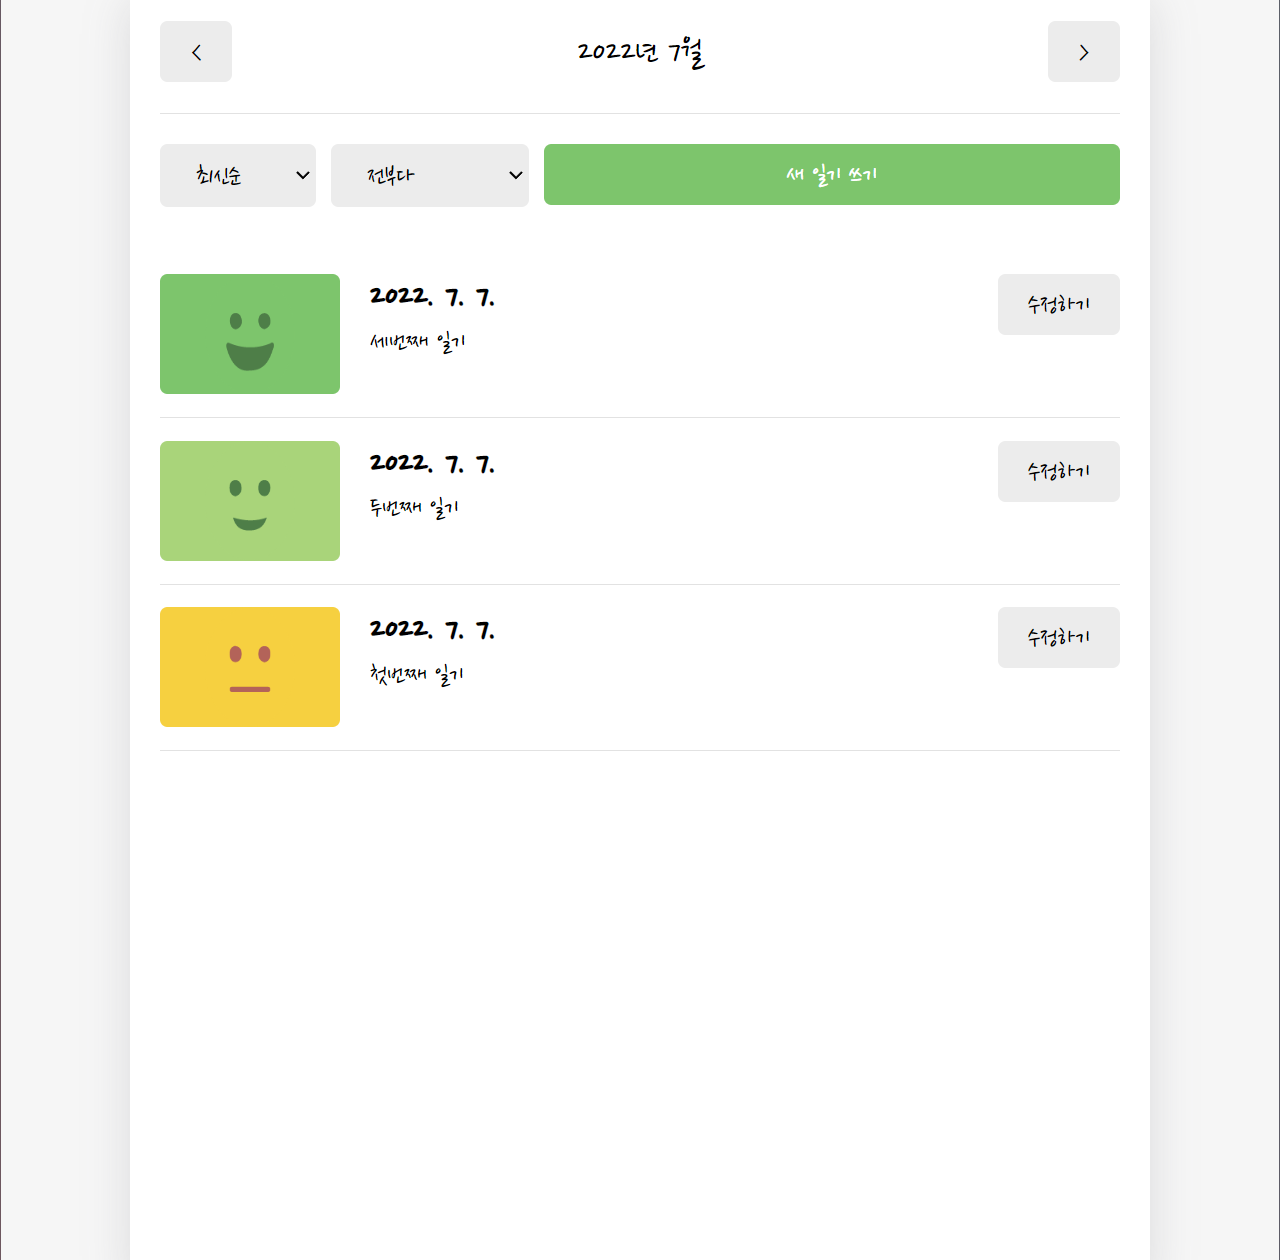 < 2022년 7월 >
최신순 전부다 새 일기 쓰기
2022. 7. 7. 수정하기
세번째 일기
2022. 7. 7. 수정하기
두번째 일기
2022. 7. 7. 수정하기
첫번째 일기